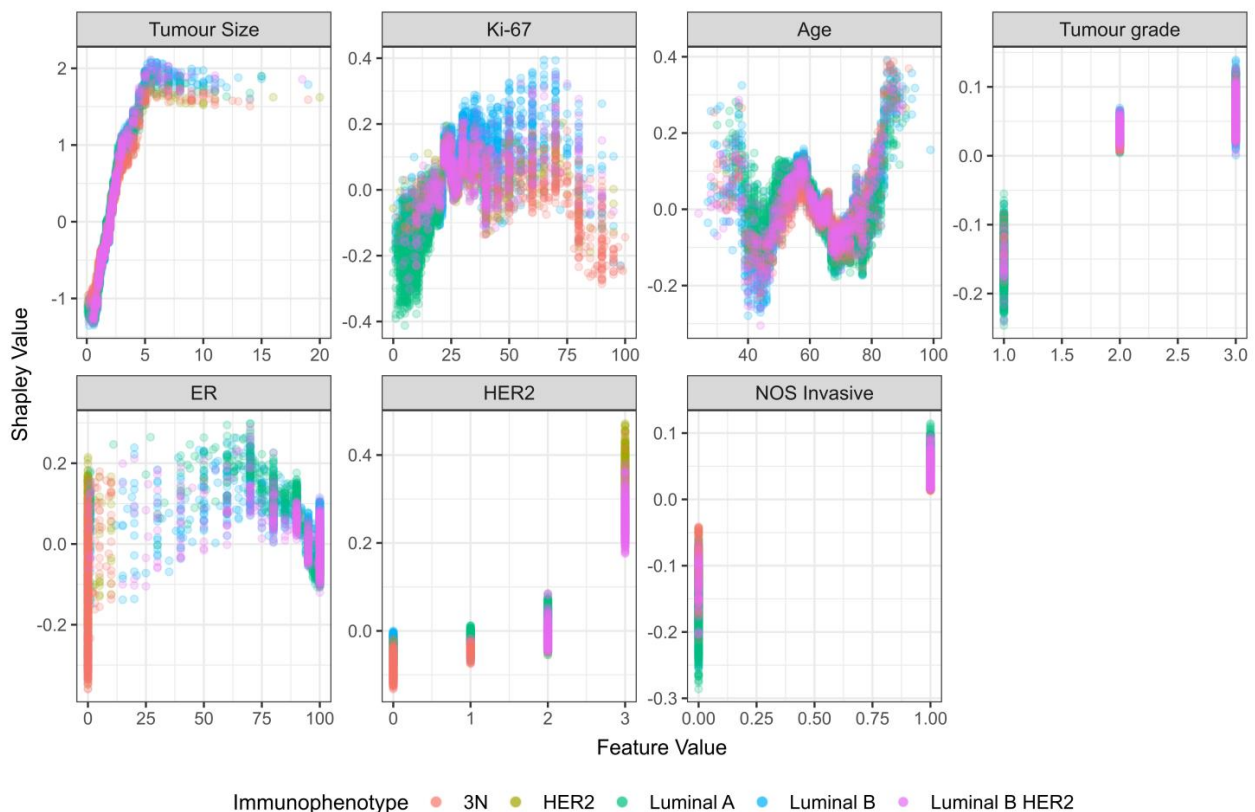 Tumour Size Ki-67 Age Tumour grade
2
1
0
-1
0 5 10 15 20
0.4
0.2
0.0
-0.2
-0.4
0 25 50 75 100
0.4
0.2
0.0
-0.2
40 60 80 100
0.1
0.0
-0.1
-0.2
1.0 1.5 2.0 2.5 3.0
Shapley Value
ER HER2 NOS Invasive
0.2
0.0
-0.2
0 25 50 75 100
0.4
0.2
0.0
0 1 2 3
0.1
0.0
-0.1
-0.2
-0.3
0.00 0.25 0.50 0.75 1.00
Feature Value
Immunophenotype 3N HER2 Luminal A Luminal B Luminal B HER2